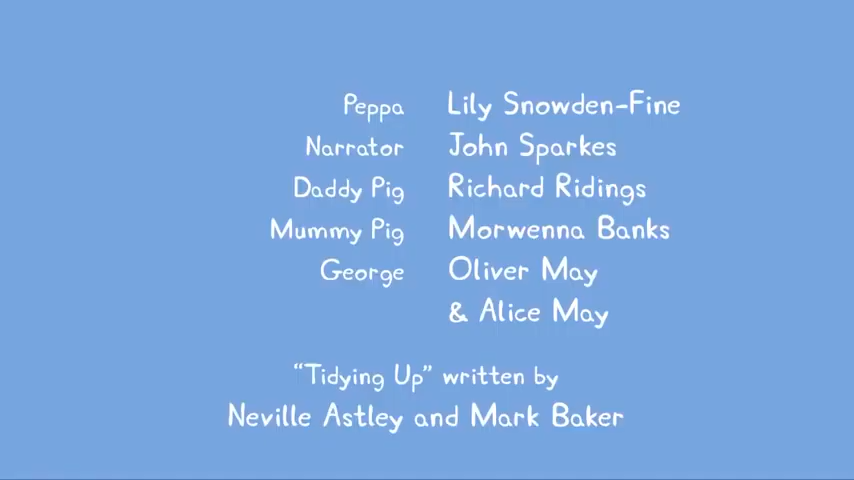 Peppa Lily Snowden-Fine
Narrator John Sparkes
Daddy Pig Richard Ridings
Mummy Pig Morwenna Banks
George Oliver May
& Alice May
“Tidying Up” written by
Neville Astley and Mark Baker